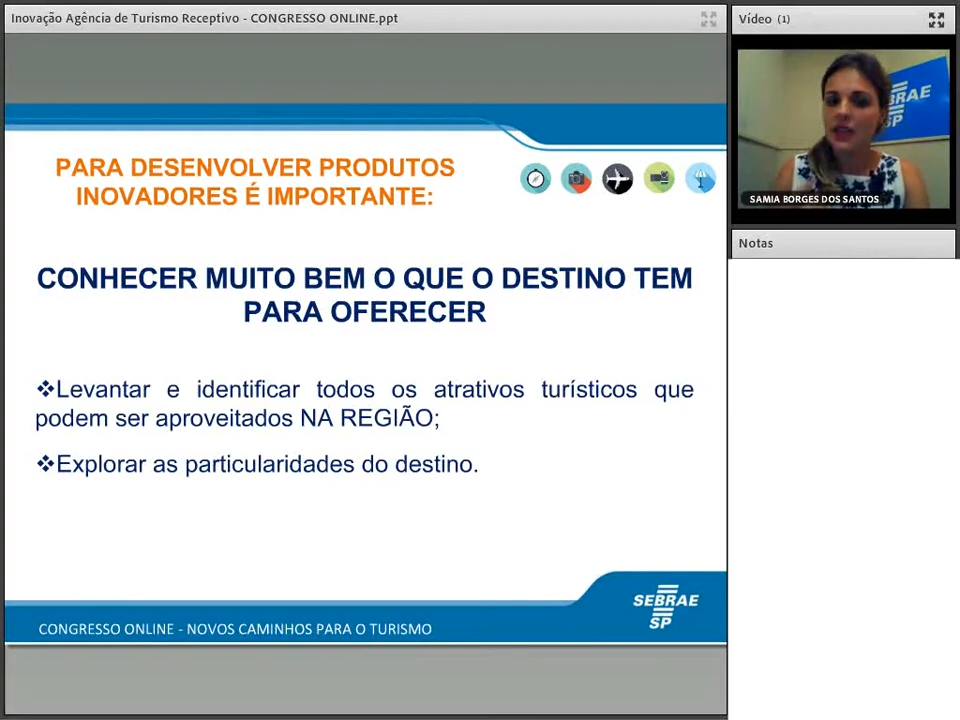 Inovação Agência de Turismo Receptivo - CONGRESSO ONLINE.ppt
PARA DESENVOLVER PRODUTOS
INOVADORES É IMPORTANTE:
CONHECER MUITO BEM O QUE O DESTINO TEM
PARA OFERECER
❖Levantar e identificar todos os atrativos turísticos que
podem ser aproveitados NA REGIÃO;
❖Explorar as particularidades do destino.
CONGRESSO ONLINE - NOVOS CAMINHOS PARA O TURISMO
SEBRAE
SP
Vídeo (1)
BRAE
SP
SAMIA BORGES DOS SANTOS
Notas